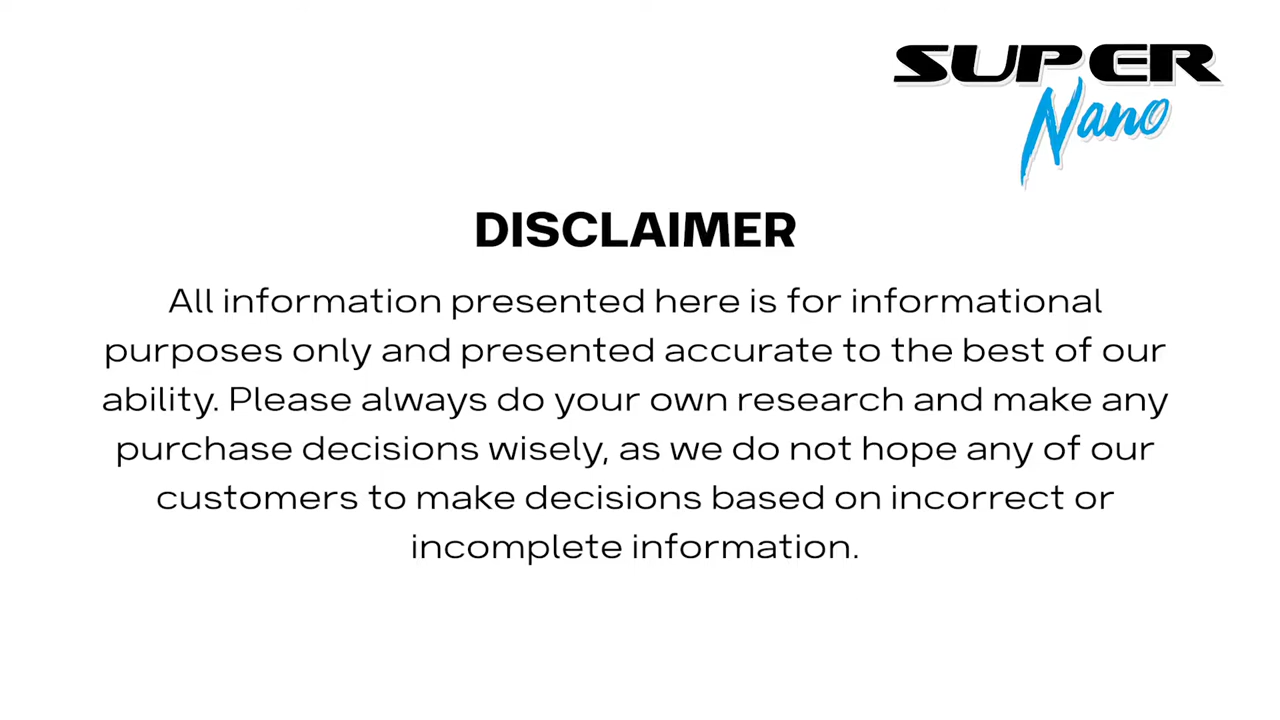 SUPER
Nano
DISCLAIMER
All information presented here is for informational
purposes only and presented accurate to the best of our
ability. Please always do your own research and make any
purchase decisions wisely, as we do not hope any of our
customers to make decisions based on incorrect or
incomplete information.